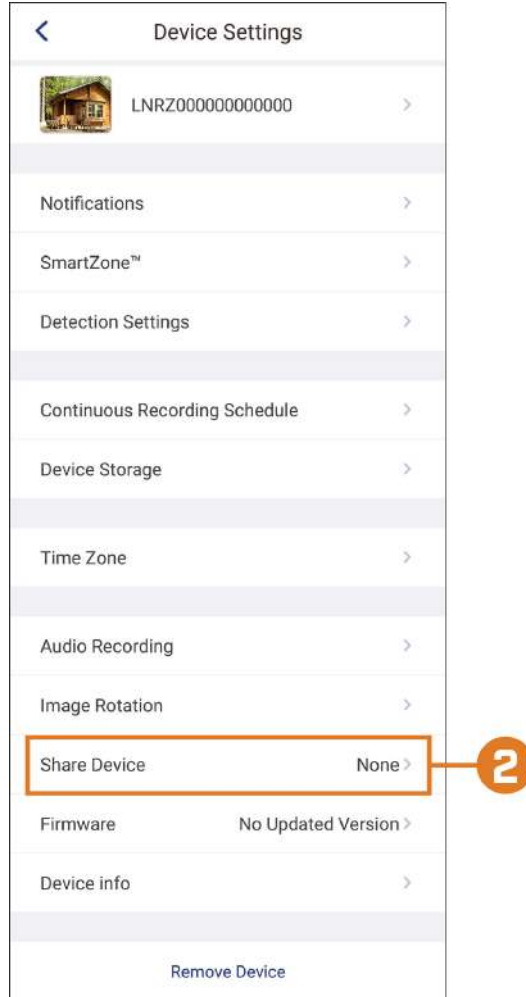 Device Settings
LNRZ000000000000
Notifications
SmartZone™
Detection Settings
Continuous Recording Schedule
Device Storage
Time Zone
Audio Recording
Image Rotation
Share Device None
2
Firmware No Updated Version
Device info
Remove Device